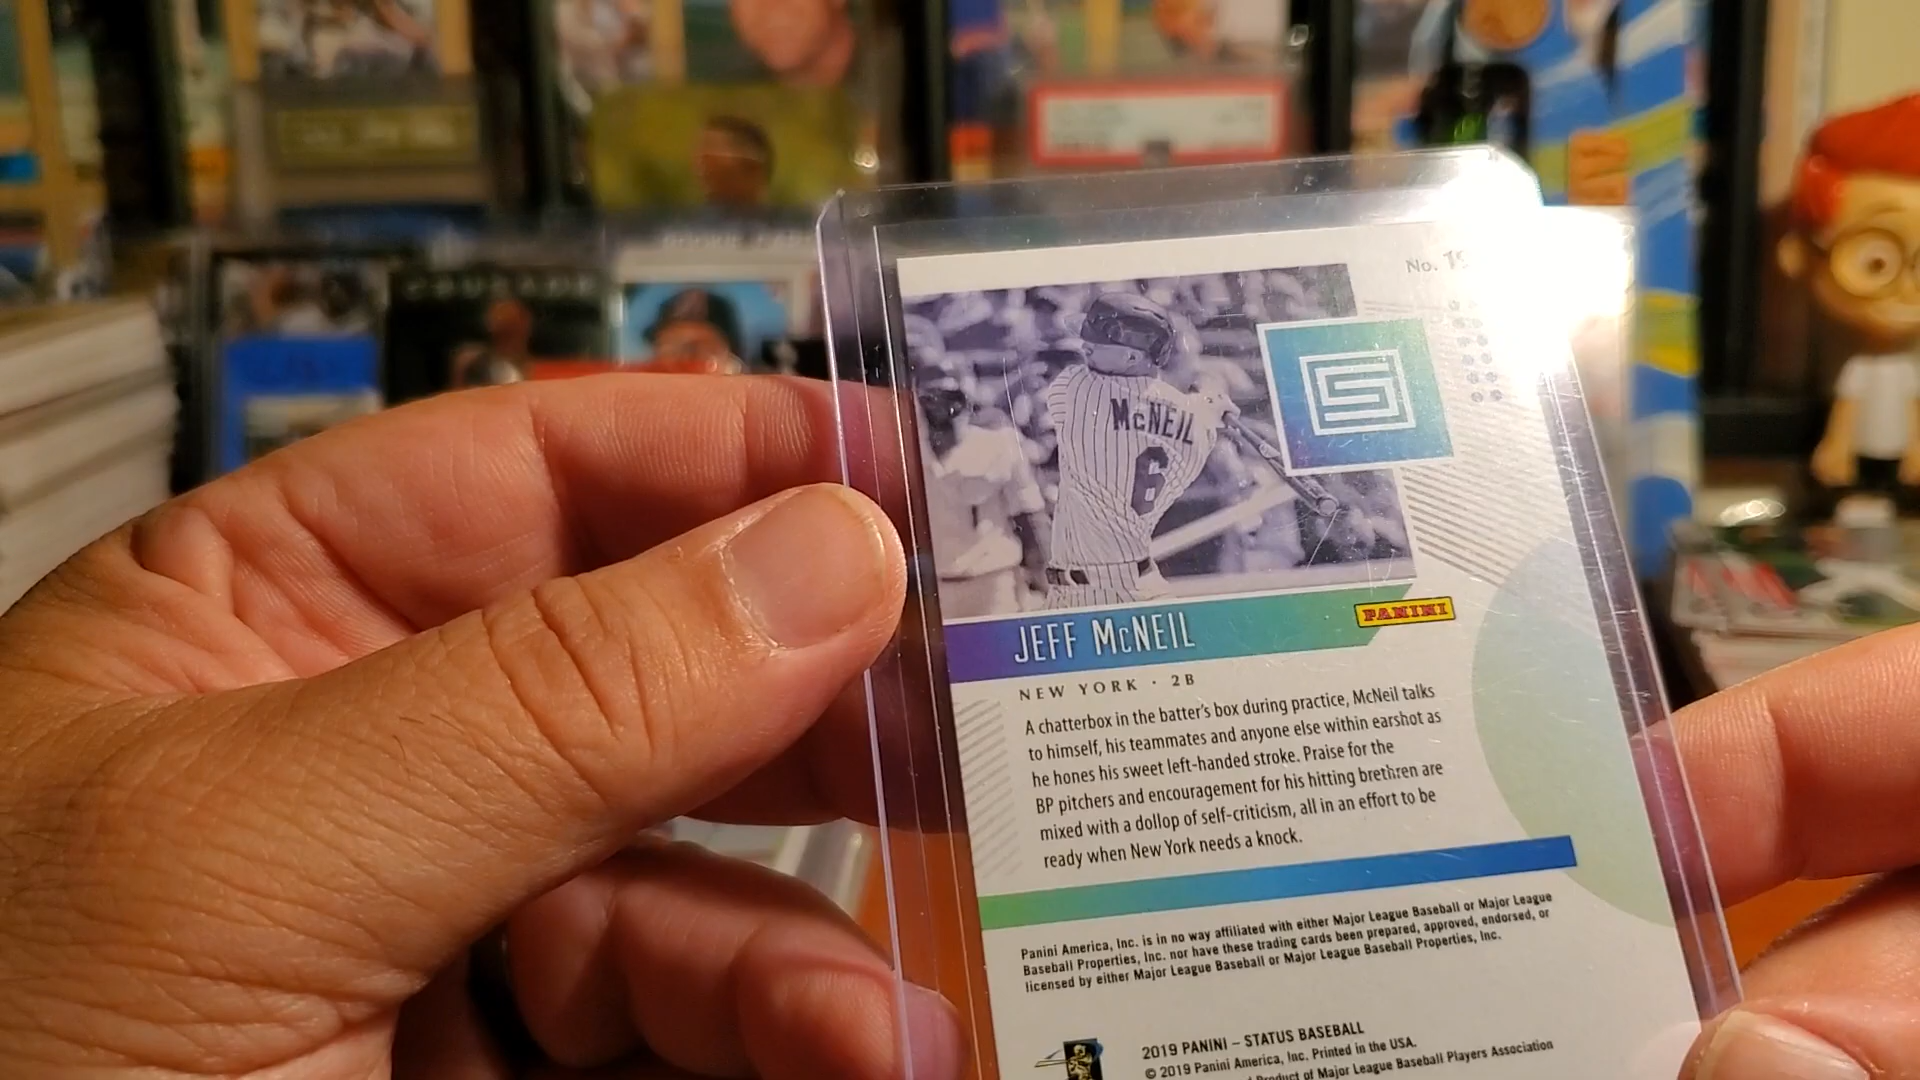 No.
McNEIL
6
PANINI
JEFF McNEIL
NEW YORK · 2B
A chatterbox in the batter's box during practice, McNeil talks
to himself, his teammates and anyone else within earshot as
he hones his sweet left-handed stroke. Praise for the
BP pitchers and encouragement for his hitting brethren are
mixed with a dollop of self-criticism, all in an effort to be
ready when New York needs a knock.
Panini America, Inc. is in no way affiliated with either Major League Baseball or Major League
Baseball Properties, Inc. nor have these trading cards been prepared, approved, endorsed, or
licensed by either Major League Baseball or Major League Baseball Properties, Inc.
2019 PANINI – STATUS BASEBALL
© 2019 Panini America, Inc. Printed in the USA.
Product of Major League Baseball Players Association